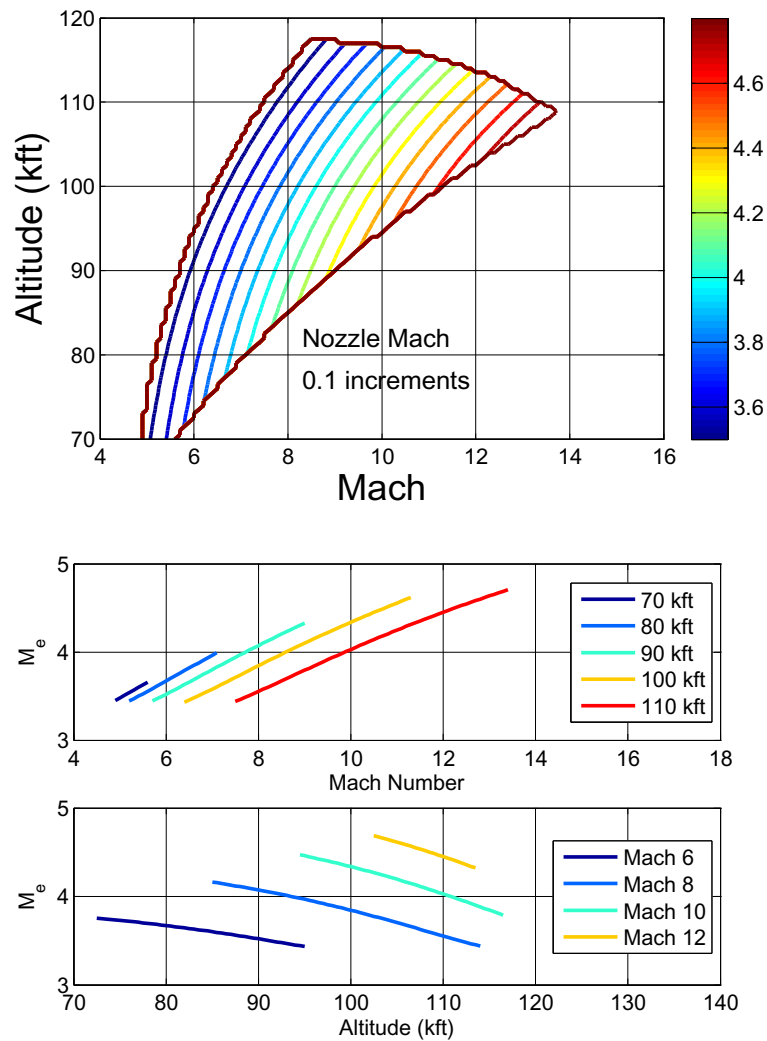 120
110
100
90
80
70
Altitude (kft)
4 6 8 10 12 14 16
Mach
Nozzle Mach
0.1 increments
4.6
4.4
4.2
4
3.8
3.6
5
4
3
M_e
4 6 8 10 12 14 16 18
Mach Number
70 kft
80 kft
90 kft
100 kft
110 kft
5
4
3
M_e
70 80 90 100 110 120 130 140
Altitude (kft)
Mach 6
Mach 8
Mach 10
Mach 12